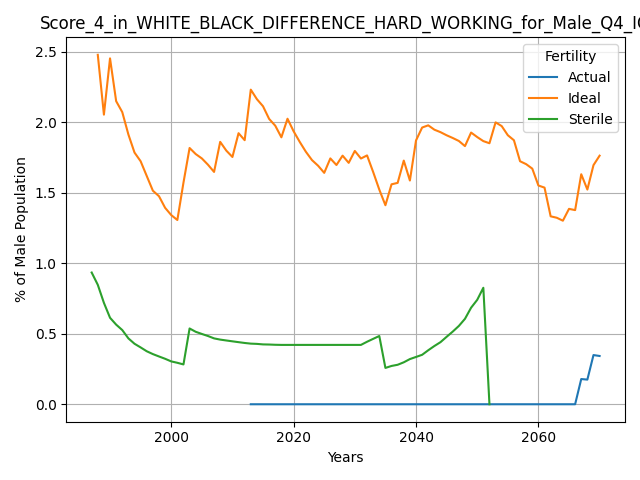 Score_4_in_WHITE_BLACK_DIFFERENCE_HARD_WORKING_for_Male_Q4_IQ
Fertility
Actual
Ideal
Sterile
% of Male Population
2.5
2.0
1.5
1.0
0.5
0.0
2000 2020 2040 2060
Years